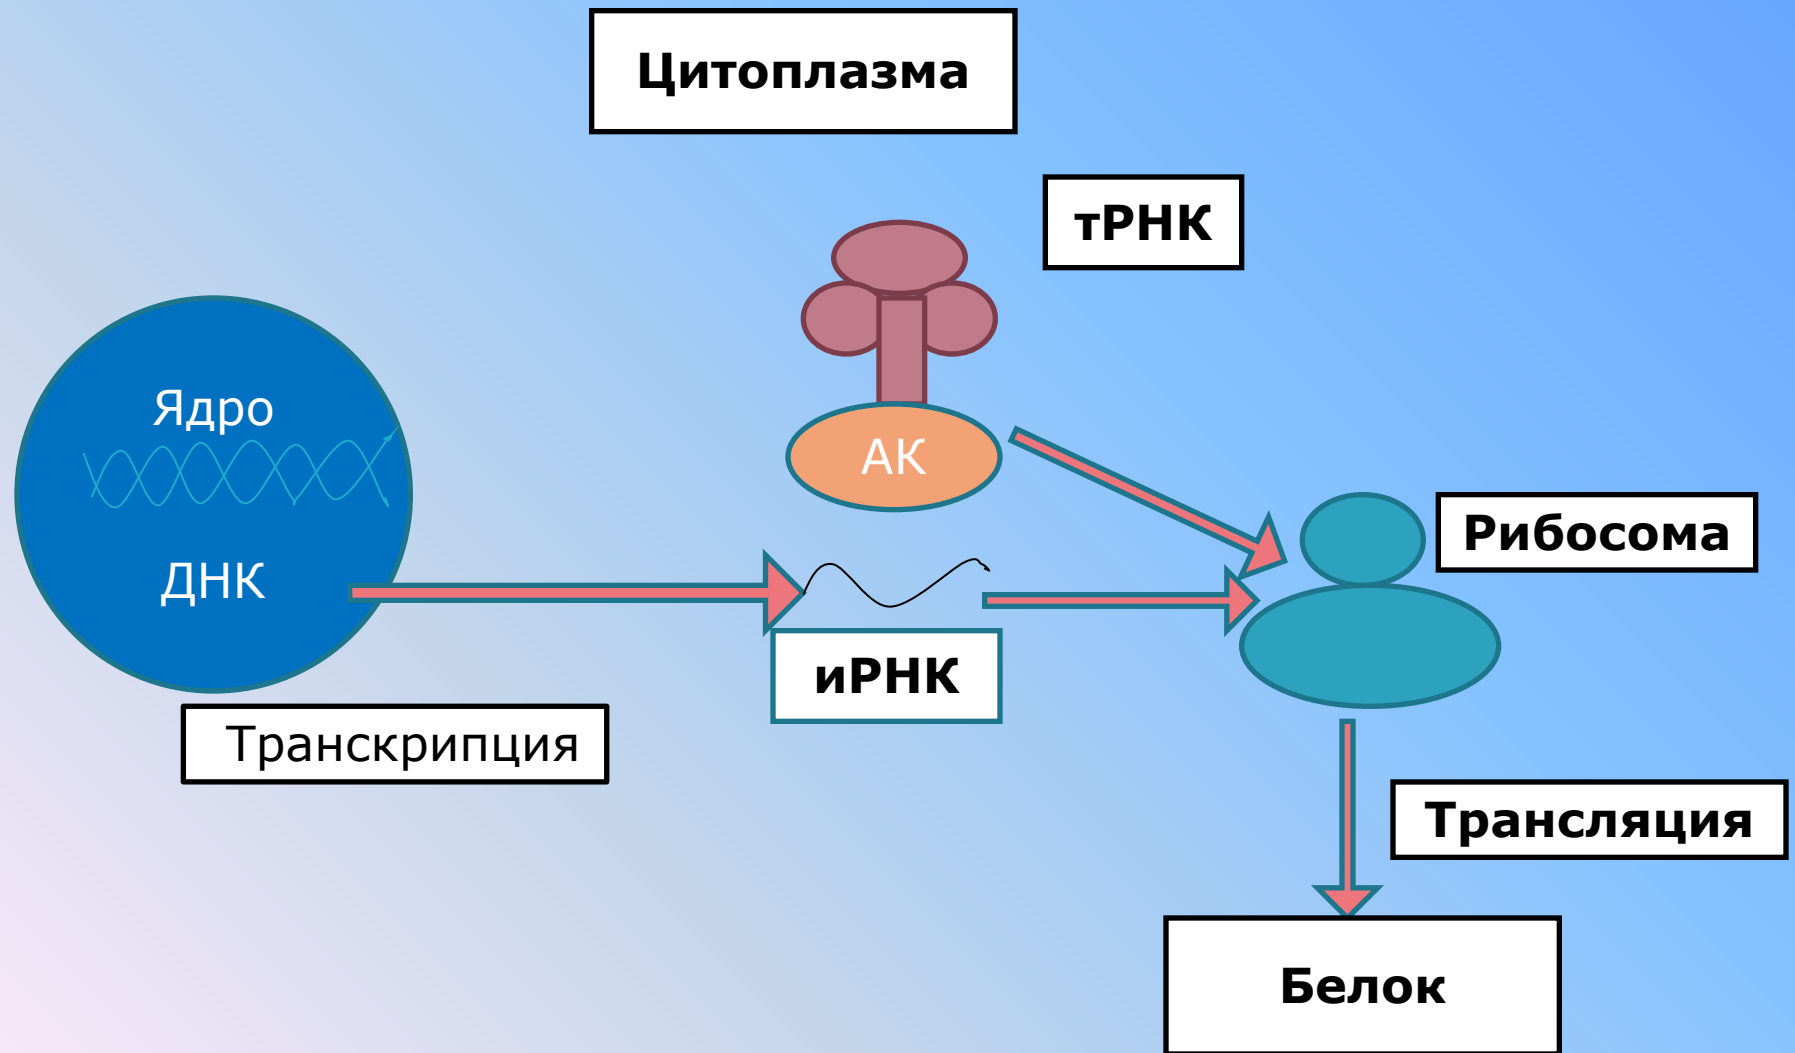 Цитоплазма
тРНК
Ядро
АК
Рибосома
ДНК
иРНК
Транскрипция
Трансляция
Белок